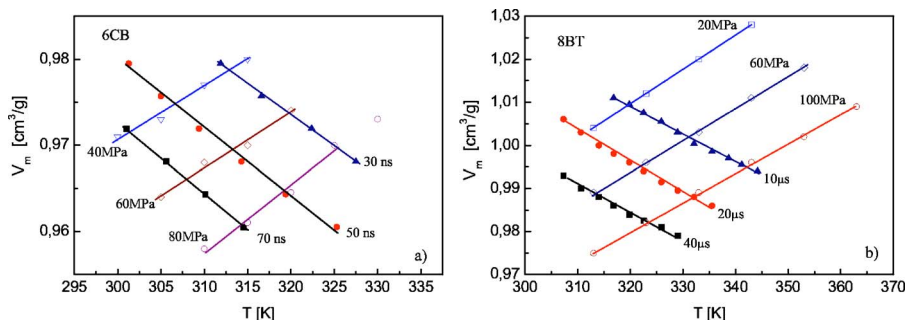 6CB
0,98
0,97
0,96
V_m [cm³/g]
40MPa
60MPa
80MPa
30 ns
50 ns
70 ns
a)
295 300 305 310 315 320 325 330 335
T [K]
8BT
1,03
1,02
1,01
1,00
0,99
0,98
0,97
V_m [cm³/g]
20MPa
60MPa
100MPa
10μs
20μs
40μs
b)
300 310 320 330 340 350 360 370
T [K]